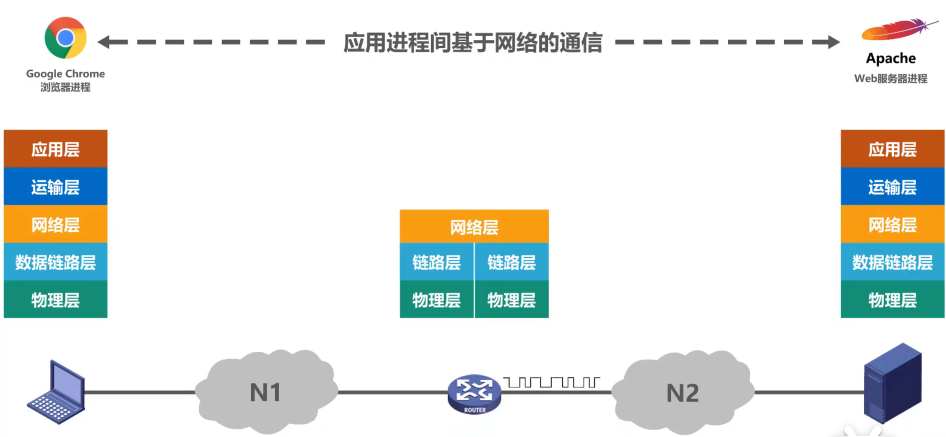 应用进程间基于网络的通信
Google Chrome
浏览器进程
Apache
Web服务器进程
应用层
运输层
网络层
数据链路层
物理层
网络层
链路层 链路层
物理层 物理层
应用层
运输层
网络层
数据链路层
物理层
N1
ROUTER
N2